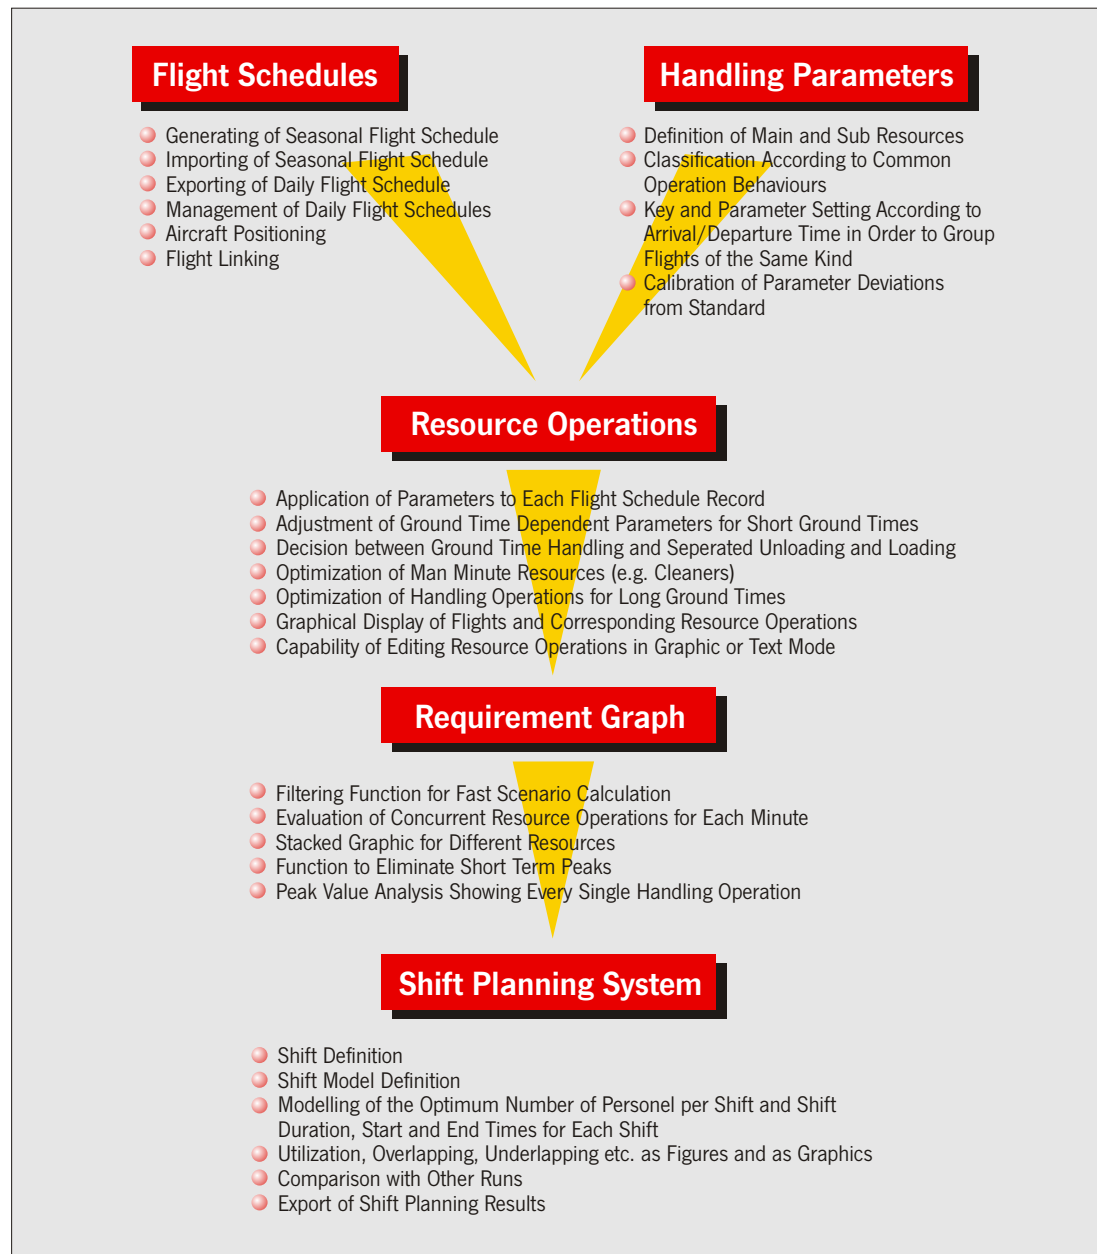 Flight Schedules
Generating of Seasonal Flight Schedule
Importing of Seasonal Flight Schedule
Exporting of Daily Flight Schedule
Management of Daily Flight Schedules
Aircraft Positioning
Flight Linking
Handling Parameters
Definition of Main and Sub Resources
Classification According to Common
Operation Behaviours
Key and Parameter Setting According to
Arrival/Departure Time in Order to Group
Flights of the Same Kind
Calibration of Parameter Deviations
from Standard
Resource Operations
Application of Parameters to Each Flight Schedule Record
Adjustment of Ground Time Dependent Parameters for Short Ground Times
Decision between Ground Time Handling and Seperated Unloading and Loading
Optimization of Man Minute Resources (e.g. Cleaners)
Optimization of Handling Operations for Long Ground Times
Graphical Display of Flights and Corresponding Resource Operations
Capability of Editing Resource Operations in Graphic or Text Mode
Requirement Graph
Filtering Function for Fast Scenario Calculation
Evaluation of Concurrent Resource Operations for Each Minute
Stacked Graphic for Different Resources
Function to Eliminate Short Term Peaks
Peak Value Analysis Showing Every Single Handling Operation
Shift Planning System
Shift Definition
Shift Model Definition
Modelling of the Optimum Number of Personel per Shift and Shift
Duration, Start and End Times for Each Shift
Utilization, Overlapping, Underlapping etc. as Figures and as Graphics
Comparison with Other Runs
Export of Shift Planning Results